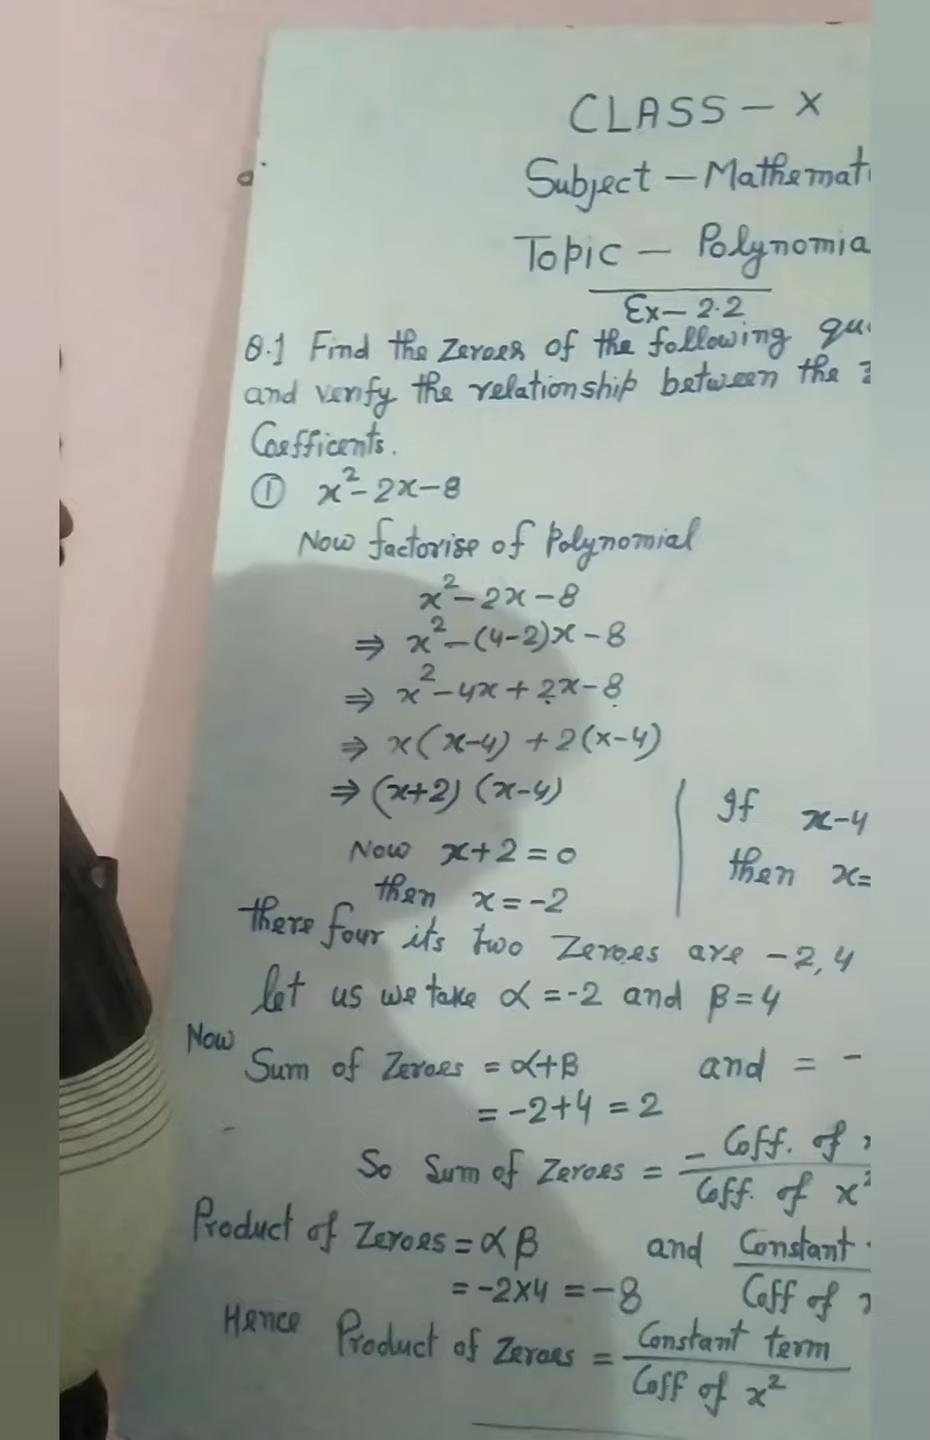 CLASS – X
Subject – Mathemat
Topic – Polynomia
Ex – 2.2
Q.1 Find the Zeroes of the following qu
and verify the relationship between the
Coefficents.
① x² - 2x - 8
Now factorise of Polynomial
x² - 2x - 8
⇒ x² - (4-2)x - 8
⇒ x² - 4x + 2x - 8
⇒ x(x-4) + 2(x-4)
⇒ (x+2) (x-4)
If x-4
Now x+2 = 0
then x=
then x = -2
there four its two Zeroes are -2, 4
let us we take α = -2 and β = 4
Now
Sum of Zeroes = α+β and = -
= -2+4 = 2
So Sum of Zeroes = - Coff. of / Coff. of x²
Product of Zeroes = αβ and Constant / Coff of
= -2×4 = -8
Hence Product of Zeroes = Constant term / Coff of x²